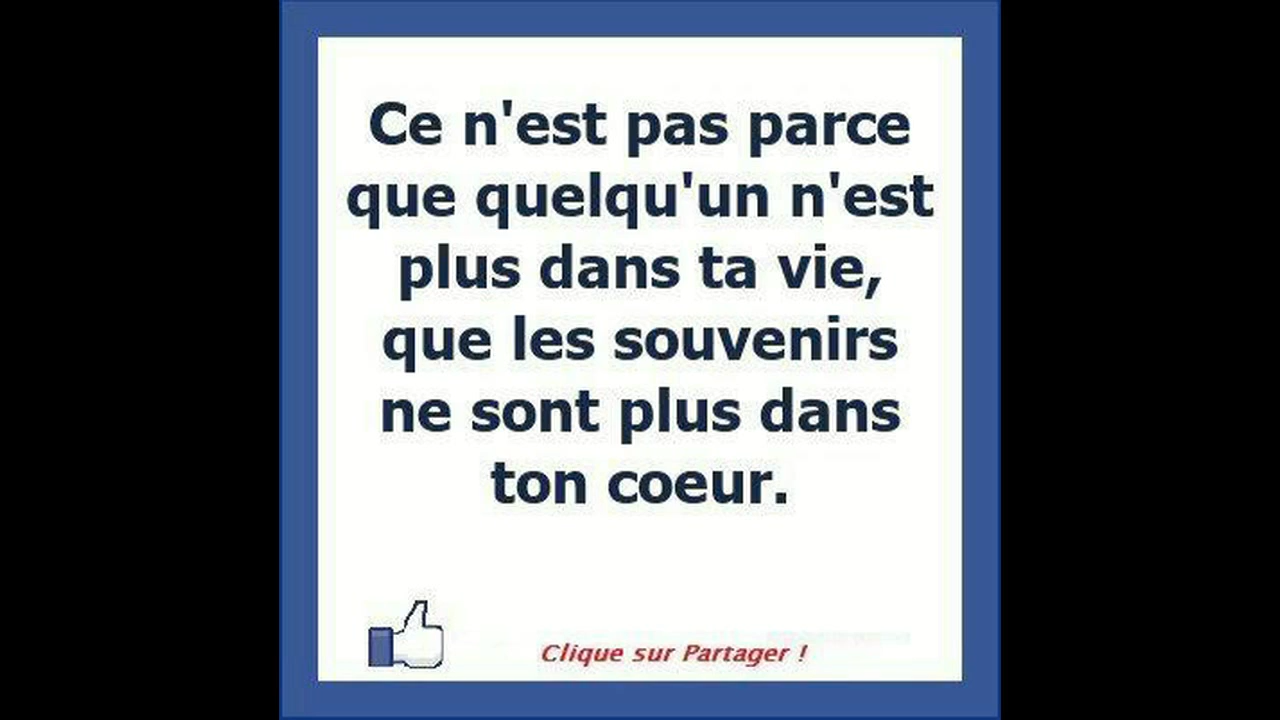 Ce n'est pas parce
que quelqu'un n'est
plus dans ta vie,
que les souvenirs
ne sont plus dans
ton coeur.
Clique sur Partager !